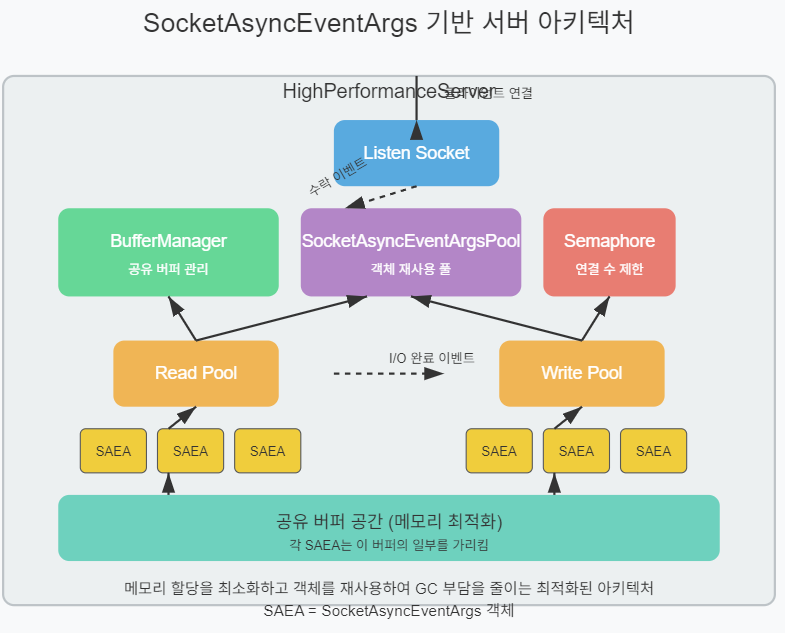 SocketAsyncEventArgs 기반 서버 아키텍처
HighPerformanceServer
클라이언트 연결
Listen Socket
수락 이벤트
BufferManager
공유 버퍼 관리
SocketAsyncEventArgsPool
객체 재사용 풀
Semaphore
연결 수 제한
Read Pool
I/O 완료 이벤트
Write Pool
SAEA
SAEA
SAEA
SAEA
SAEA
SAEA
공유 버퍼 공간 (메모리 최적화)
각 SAEA는 이 버퍼의 일부를 가리킴
메모리 할당을 최소화하고 객체를 재사용하여 GC 부담을 줄이는 최적화된 아키텍처
SAEA = SocketAsyncEventArgs 객체